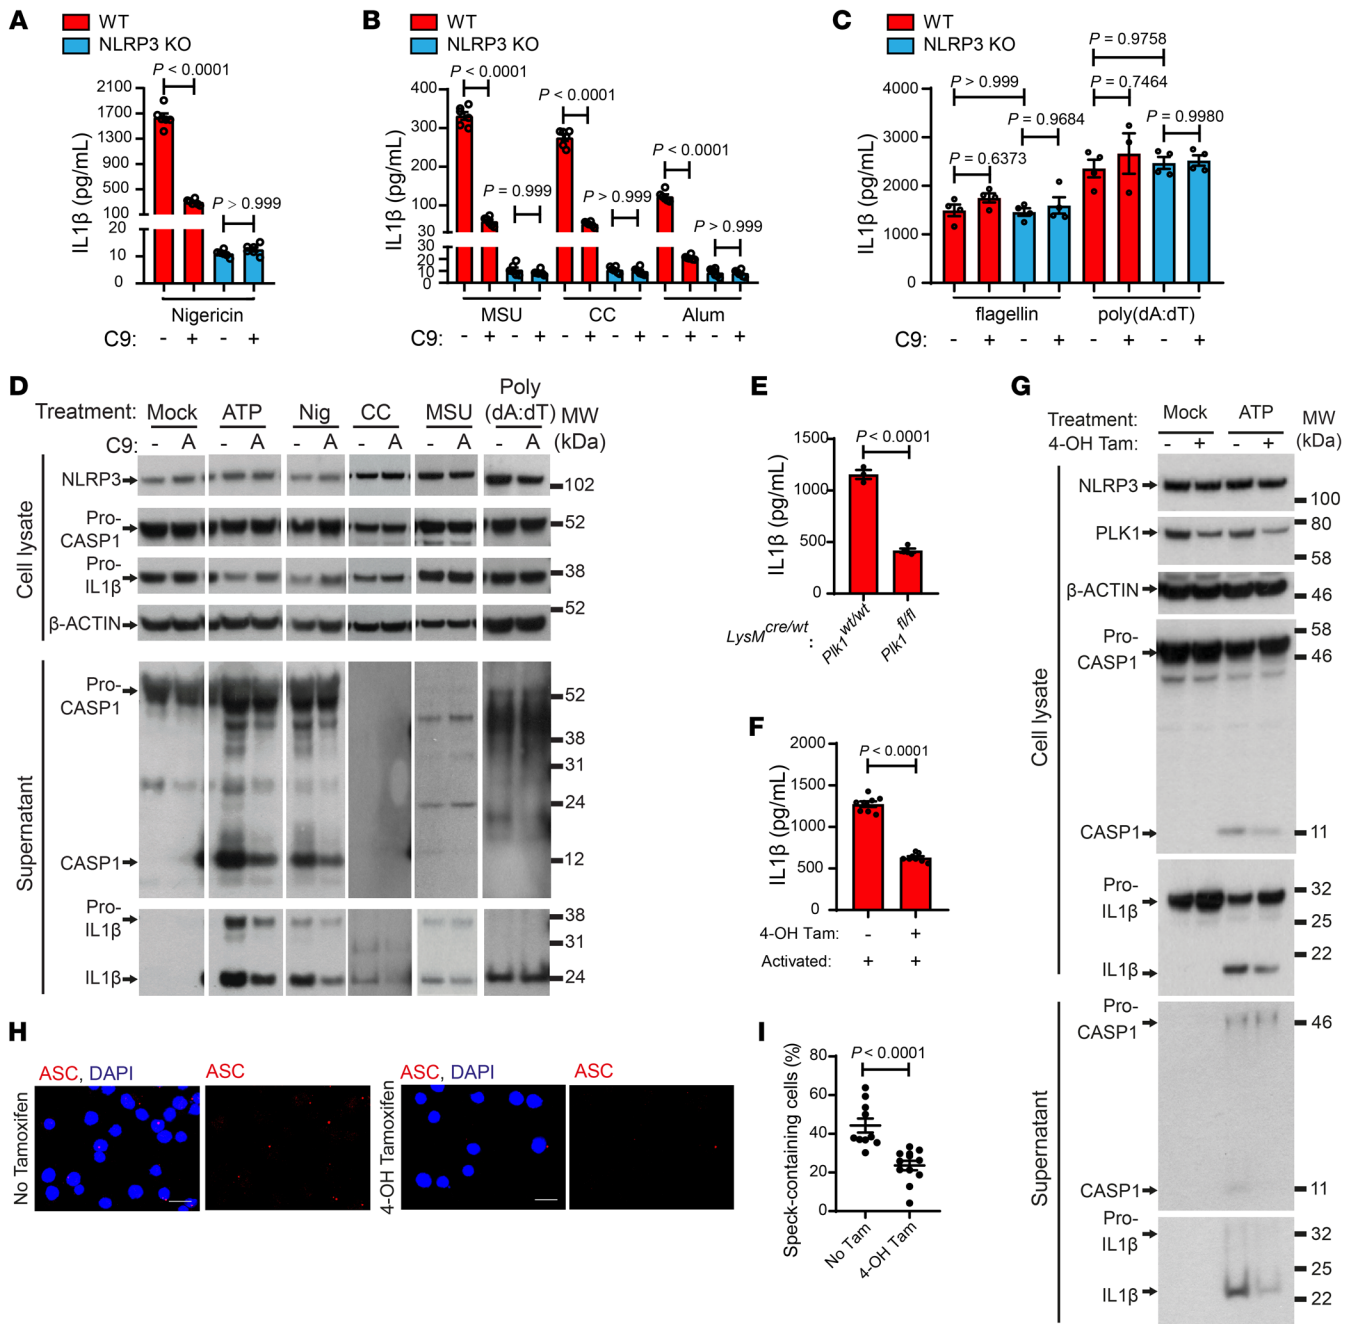 A
WT
NLRP3 KO
P < 0.0001
2100
1700
1300
900
500
100
20
10
0
IL1β (pg/mL)
P > 0.999
Nigericin
C9: - + - +
B
WT
NLRP3 KO
P < 0.0001
P < 0.0001
P < 0.0001
400
300
200
100
30
30
20
10
0
IL1β (pg/mL)
P = 0.999
P > 0.999
P > 0.999
MSU CC Alum
C9: - + - + - + - + - + - +
C
WT
NLRP3 KO
P = 0.9758
P > 0.999
P = 0.7464
P = 0.9684
P = 0.9980
P = 0.6373
4000
3000
2000
1000
0
IL1β (pg/mL)
flagellin poly(dA:dT)
C9: - + - + - + - +
D
Treatment: Mock ATP Nig CC MSU Poly (dA:dT) MW (kDa)
C9: - A - A - A - A - A - A
Cell lysate
NLRP3 102
Pro-CASP1 52
Pro-IL1β 38
β-ACTIN 52
Supernatant
Pro-CASP1 52
38
31
24
CASP1 12
Pro-IL1β 38
31
IL1β 24
E
P < 0.0001
1500
1000
500
0
IL1β (pg/mL)
LysMcre/wt : Plk1wt/wt Plk1fl/fl
F
P < 0.0001
2000
1500
1000
500
0
IL1β (pg/mL)
4-OH Tam: - +
Activated: + +
G
Treatment: Mock ATP MW (kDa)
4-OH Tam: - + - +
Cell lysate
NLRP3 100
PLK1 80
58
β-ACTIN 46
Pro-CASP1 58
46
CASP1 11
Pro-IL1β 32
25
22
IL1β
Supernatant
Pro-CASP1 46
CASP1 11
Pro-IL1β 32
25
IL1β 22
H
ASC, DAPI ASC ASC, DAPI ASC
No Tamoxifen
4-OH Tamoxifen
I
P < 0.0001
80
60
40
20
0
Speck-containing cells (%)
No Tam 4-OH Tam